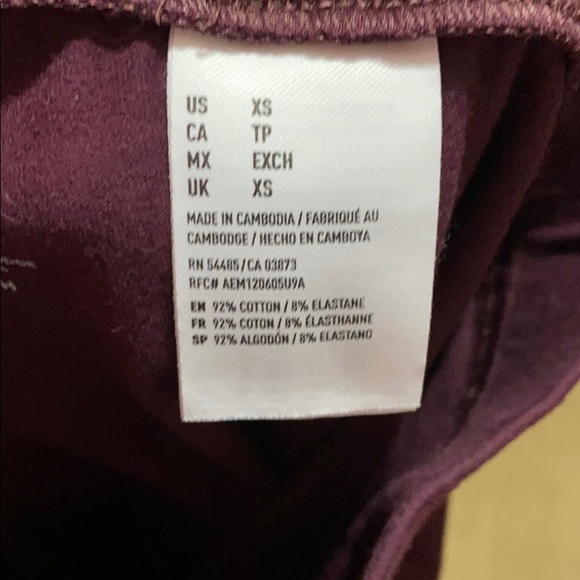 US XS
CA TP
MX EXCH
UK XS
MADE IN CAMBODIA / FABRIQUÉ AU
CAMBODGE / HECHO EN CAMBOYA
RN 54485/CA 03873
RFC# AEM120605U9A
EN 92% COTTON / 8% ELASTANE
FR 92% COTON / 8% ÉLASTHANNE
SP 92% ALGODÓN / 8% ELASTANO